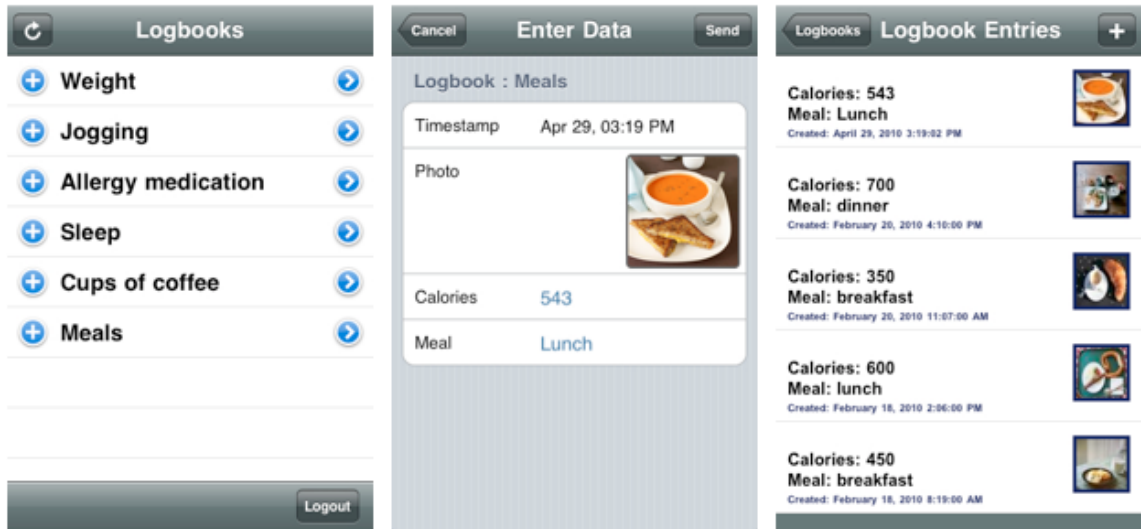 Logbooks
Weight
Jogging
Allergy medication
Sleep
Cups of coffee
Meals
Logout
Cancel Enter Data Send
Logbook : Meals
Timestamp Apr 29, 03:19 PM
Photo
Calories 543
Meal Lunch
Logbooks Logbook Entries +
Calories: 543
Meal: Lunch
Created: April 29, 2010 3:19:02 PM
Calories: 700
Meal: dinner
Created: February 20, 2010 4:10:00 PM
Calories: 350
Meal: breakfast
Created: February 20, 2010 11:07:00 AM
Calories: 600
Meal: lunch
Created: February 18, 2010 2:06:00 PM
Calories: 450
Meal: breakfast
Created: February 18, 2010 8:19:00 AM